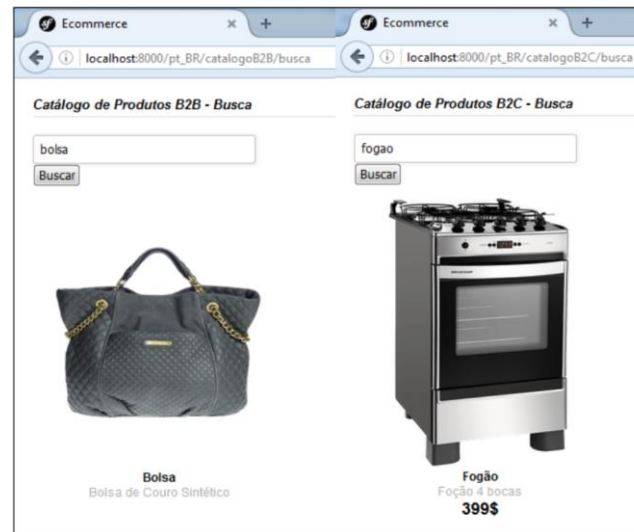 Ecommerce
localhost:8000/pt_BR/catalogoB2B/busca
Catálogo de Produtos B2B - Busca
bolsa
Buscar
Bolsa
Bolsa de Couro Sintético
Ecommerce
localhost:8000/pt_BR/catalogoB2C/busca
Catálogo de Produtos B2C - Busca
fogao
Buscar
Fogão
Foção 4 bocas
399$